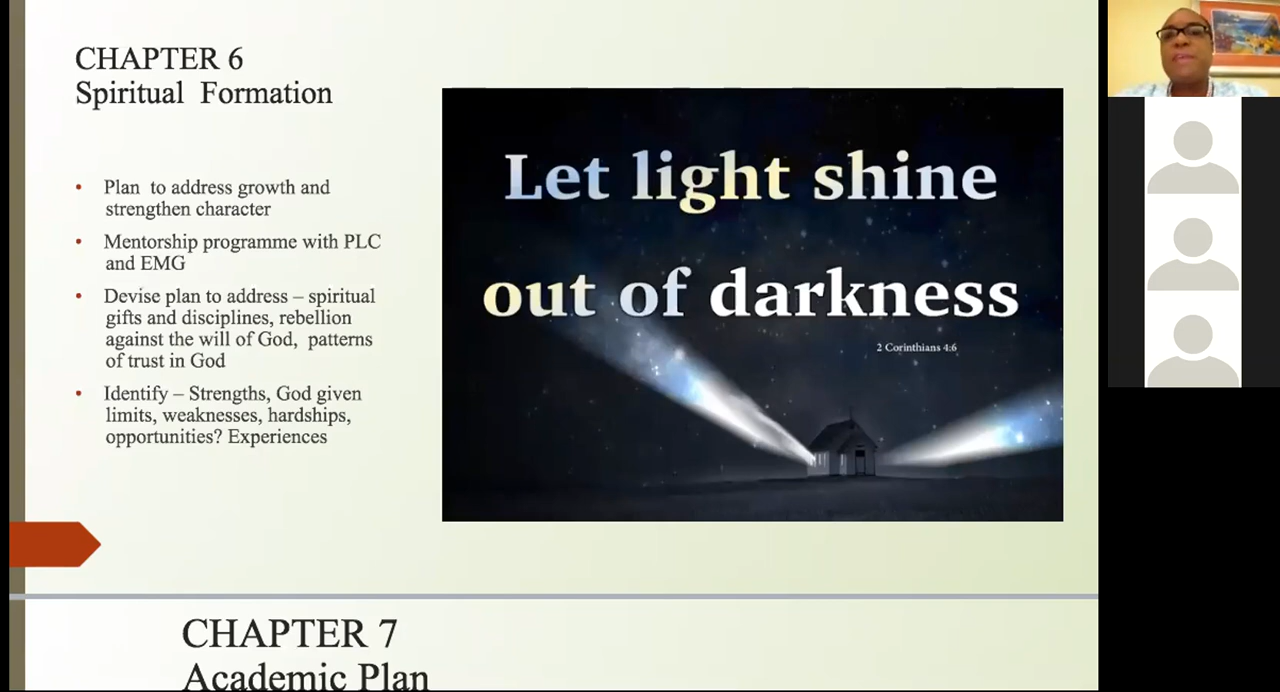 CHAPTER 6
Spiritual Formation
• Plan to address growth and
strengthen character
• Mentorship programme with PLC
and EMG
• Devise plan to address – spiritual
gifts and disciplines, rebellion
against the will of God, patterns
of trust in God
• Identify – Strengths, God given
limits, weaknesses, hardships,
opportunities? Experiences
Let light shine
out of darkness
2 Corinthians 4:6
CHAPTER 7
Academic Plan